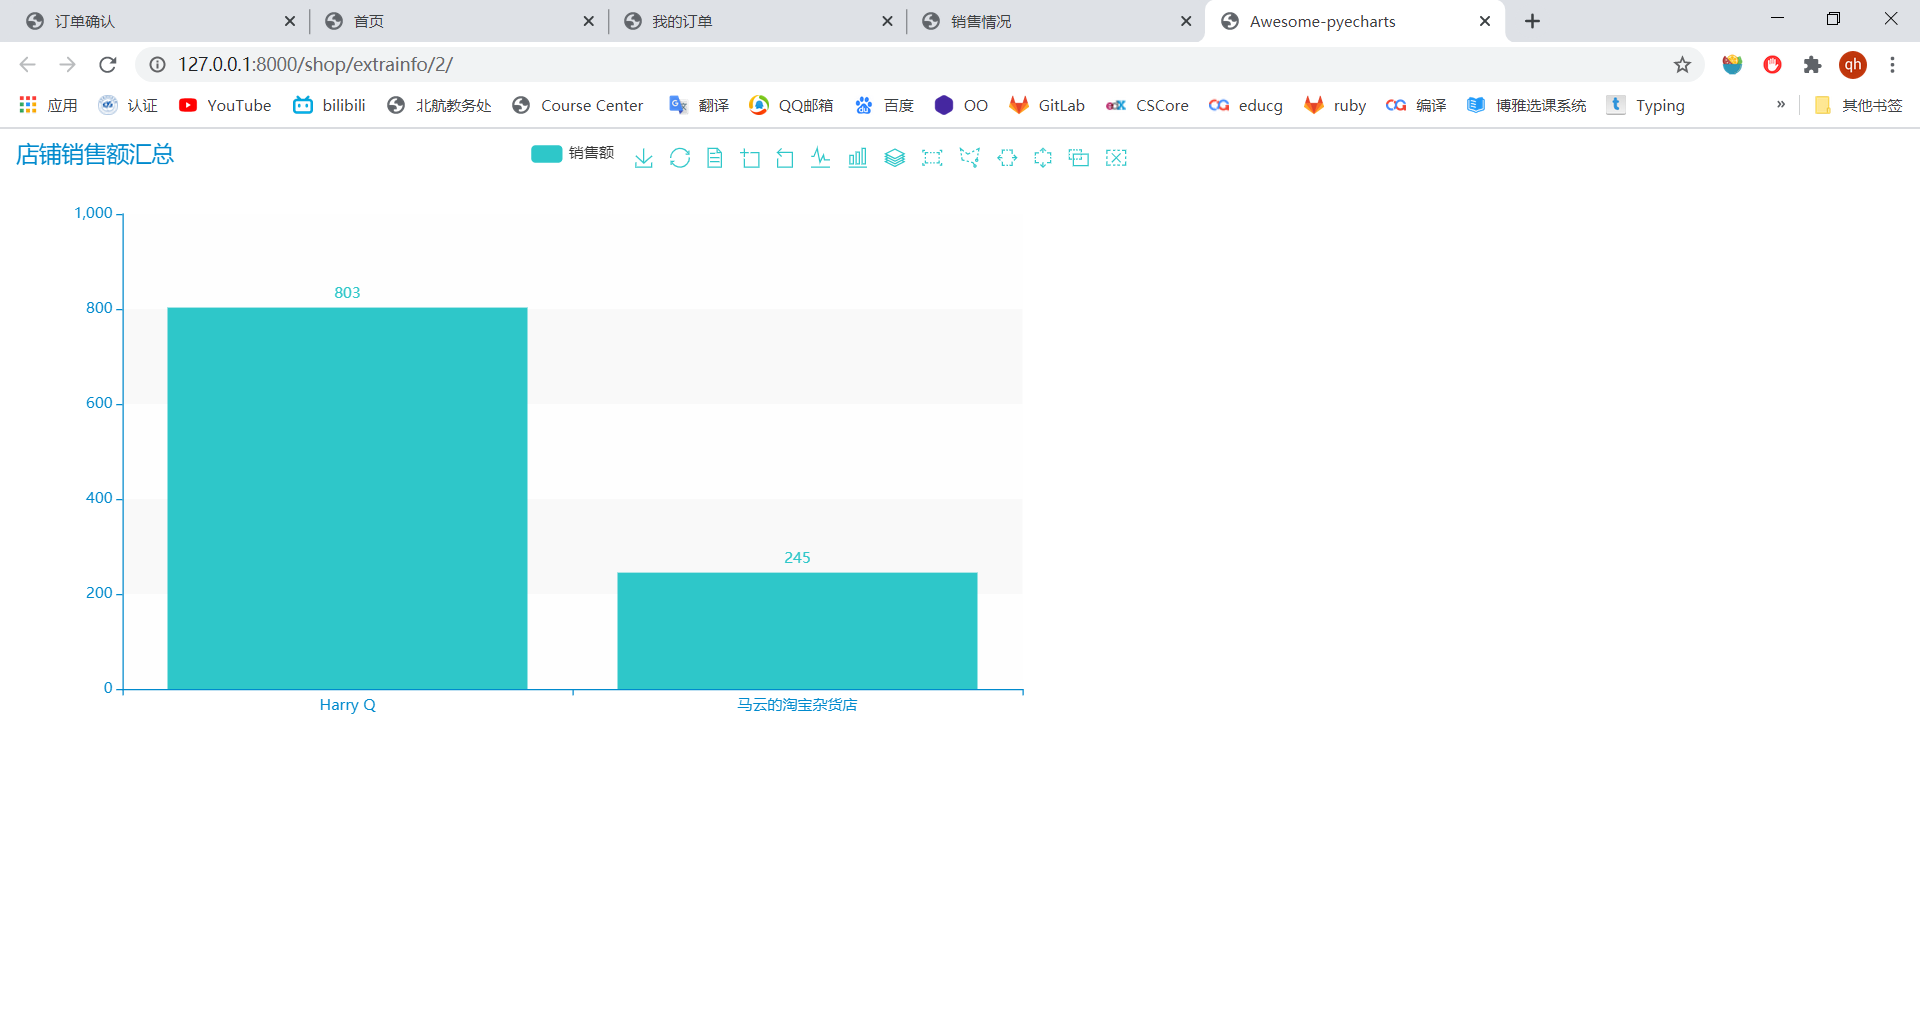 订单确认
首页
我的订单
销售情况
Awesome-pyecharts
127.0.0.1:8000/shop/extrainfo/2/
qh
应用
认证
YouTube
bilibili
北航教务处
Course Center
翻译
QQ邮箱
百度
OO
GitLab
CSCore
educg
ruby
编译
博雅选课系统
Typing
»
其他书签
店铺销售额汇总
销售额
1,000
800
600
400
200
0
803
245
Harry Q
马云的淘宝杂货店